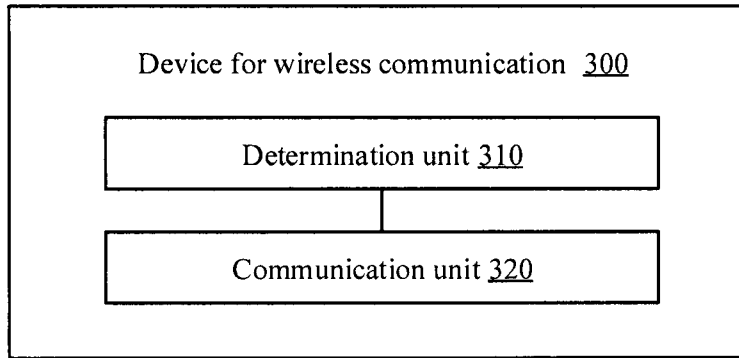 Device for wireless communication 300
Determination unit 310
Communication unit 320